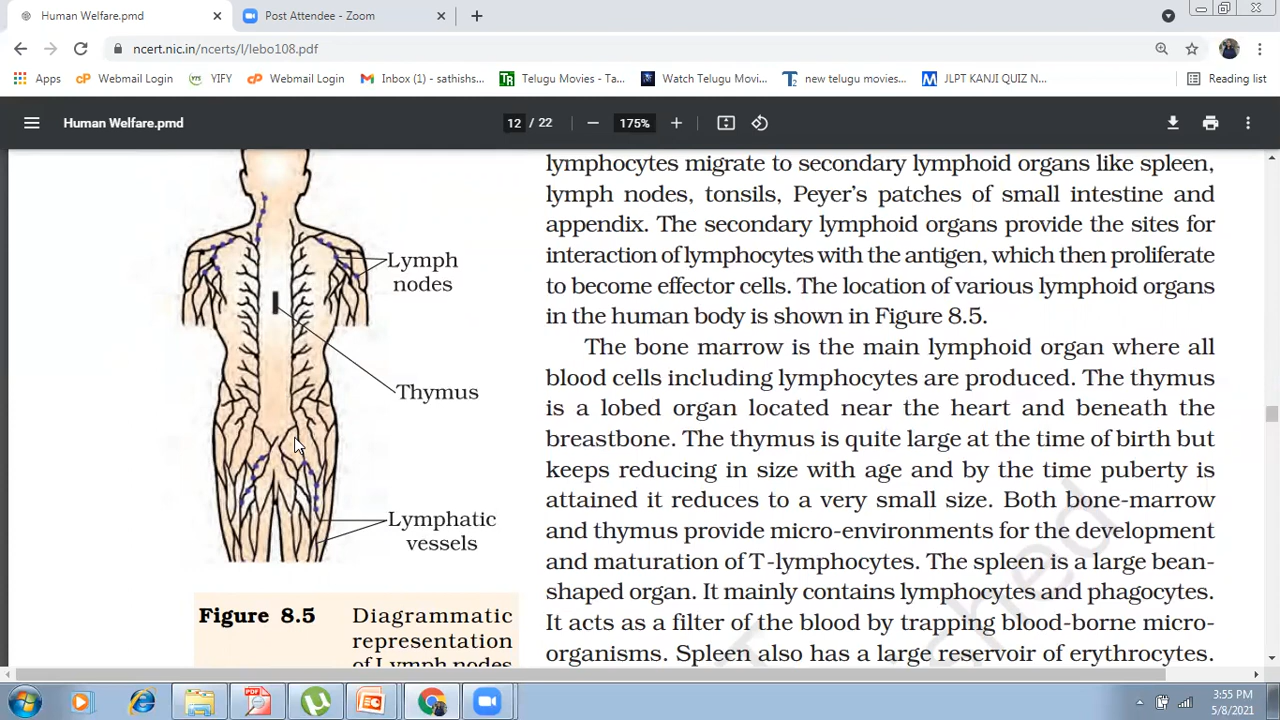 Human Welfare.pmd
Post Attendee - Zoom
ncert.nic.in/ncerts/l/lebo108.pdf
Apps
Webmail Login
YIFY
Webmail Login
Inbox (1) - sathishs...
Telugu Movies - Ta...
Watch Telugu Movi...
new telugu movies...
JLPT KANJI QUIZ N...
Reading list
Human Welfare.pmd
12 / 22
175%
Lymph
nodes
Thymus
Lymphatic
vessels
Figure 8.5 Diagrammatic
representation
of Lymph nodes
lymphocytes migrate to secondary lymphoid organs like spleen,
lymph nodes, tonsils, Peyer’s patches of small intestine and
appendix. The secondary lymphoid organs provide the sites for
interaction of lymphocytes with the antigen, which then proliferate
to become effector cells. The location of various lymphoid organs
in the human body is shown in Figure 8.5.
The bone marrow is the main lymphoid organ where all
blood cells including lymphocytes are produced. The thymus
is a lobed organ located near the heart and beneath the
breastbone. The thymus is quite large at the time of birth but
keeps reducing in size with age and by the time puberty is
attained it reduces to a very small size. Both bone-marrow
and thymus provide micro-environments for the development
and maturation of T-lymphocytes. The spleen is a large bean-
shaped organ. It mainly contains lymphocytes and phagocytes.
It acts as a filter of the blood by trapping blood-borne micro-
organisms. Spleen also has a large reservoir of erythrocytes.
3:55 PM
5/8/2021